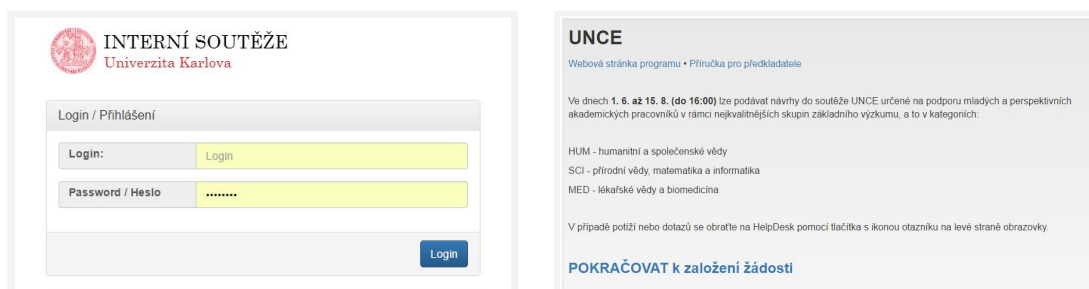 INTERNÍ SOUTĚŽE
Univerzita Karlova
Login / Přihlášení
Login:
Login
Password / Heslo
••••••••
Login
UNCE
Webová stránka programu • Příručka pro předkladatele
Ve dnech 1. 6. až 15. 8. (do 16:00) lze podávat návrhy do soutěže UNCE určené na podporu mladých a perspektivních
akademických pracovníků v rámci nejkvalitnějších skupin základního výzkumu, a to v kategoriích:
HUM - humanitní a společenské vědy
SCI - přírodní vědy, matematika a informatika
MED - lékařské vědy a biomedicína
V případě potíží nebo dotazů se obraťte na HelpDesk pomocí tlačítka s ikonou otazníku na levé straně obrazovky.
POKRAČOVAT k založení žádosti